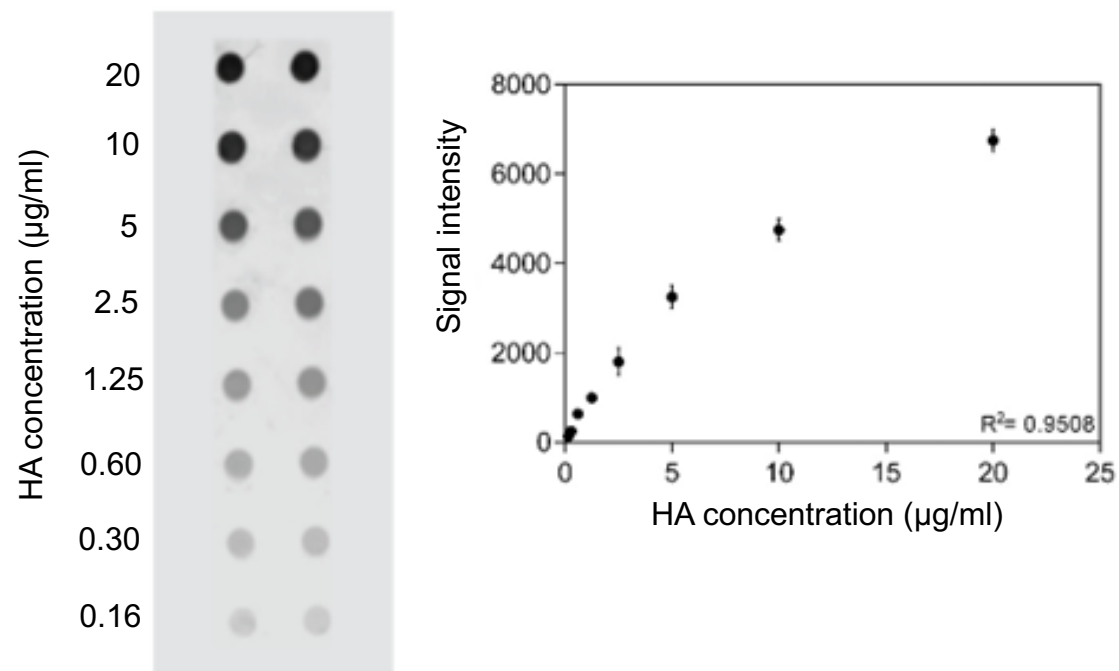 HA concentration (µg/ml)
20
10
5
2.5
1.25
0.60
0.30
0.16
Signal intensity
8000
6000
4000
2000
0
0 5 10 15 20 25
R²= 0.9508
HA concentration (µg/ml)